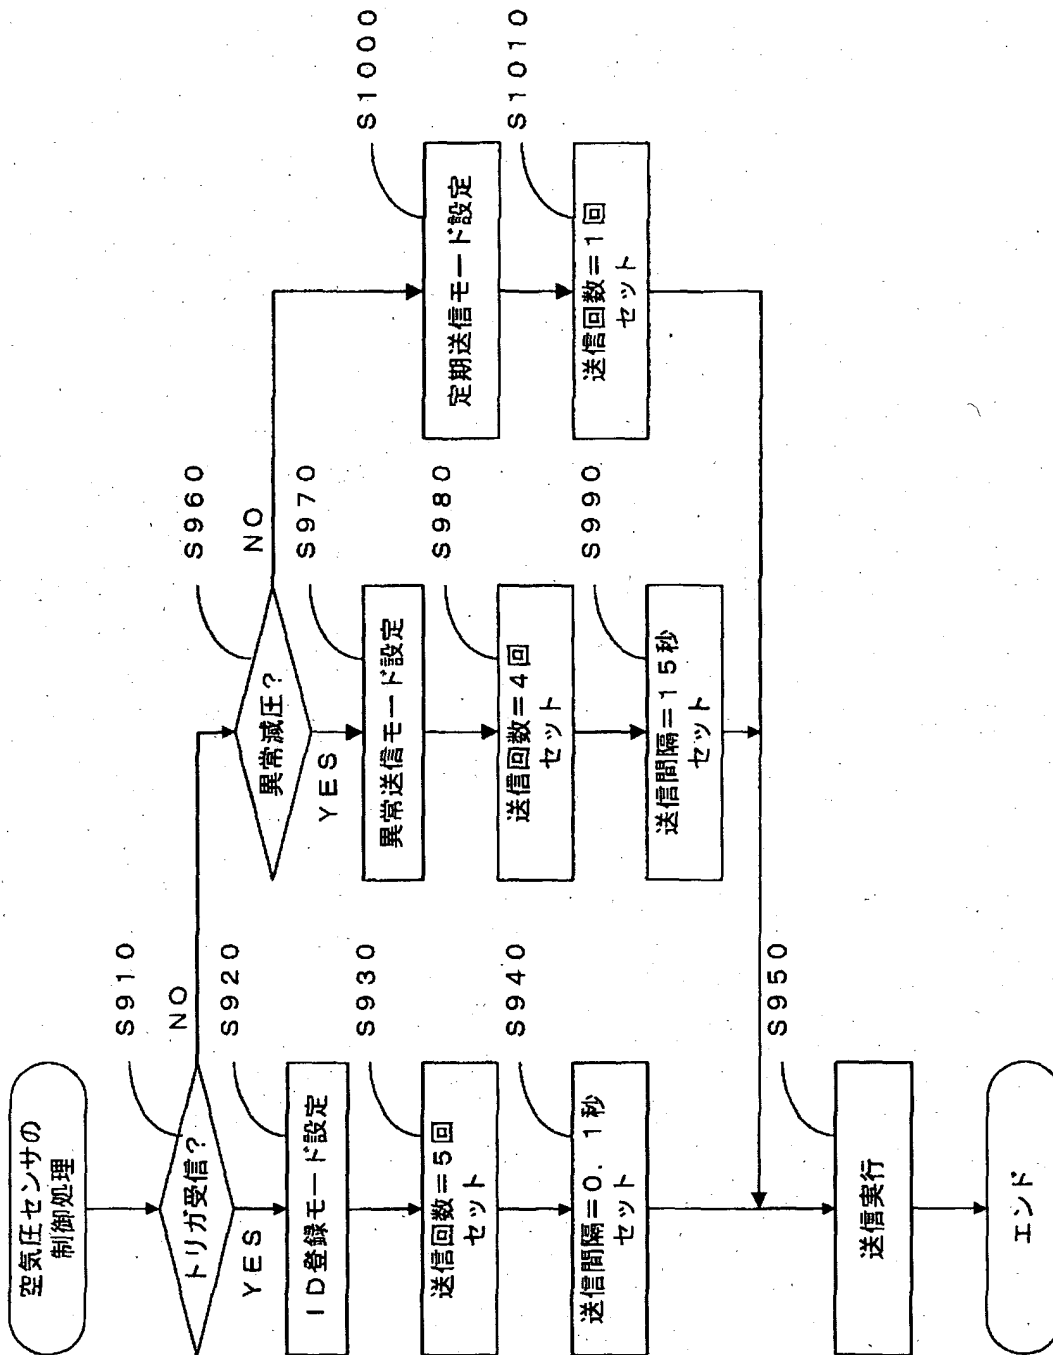 空気圧センサの
制御処理
S910
トリガ受信?
NO
YES
S920
ID登録モード設定
S930
送信回数=5回
セット
S940
送信間隔=0.1秒
セット
S950
送信実行
エンド
S960
異常減圧?
NO
YES
S970
異常送信モード設定
S980
送信回数=4回
セット
S990
送信間隔=15秒
セット
S1000
定期送信モード設定
S1010
送信回数=1回
セット